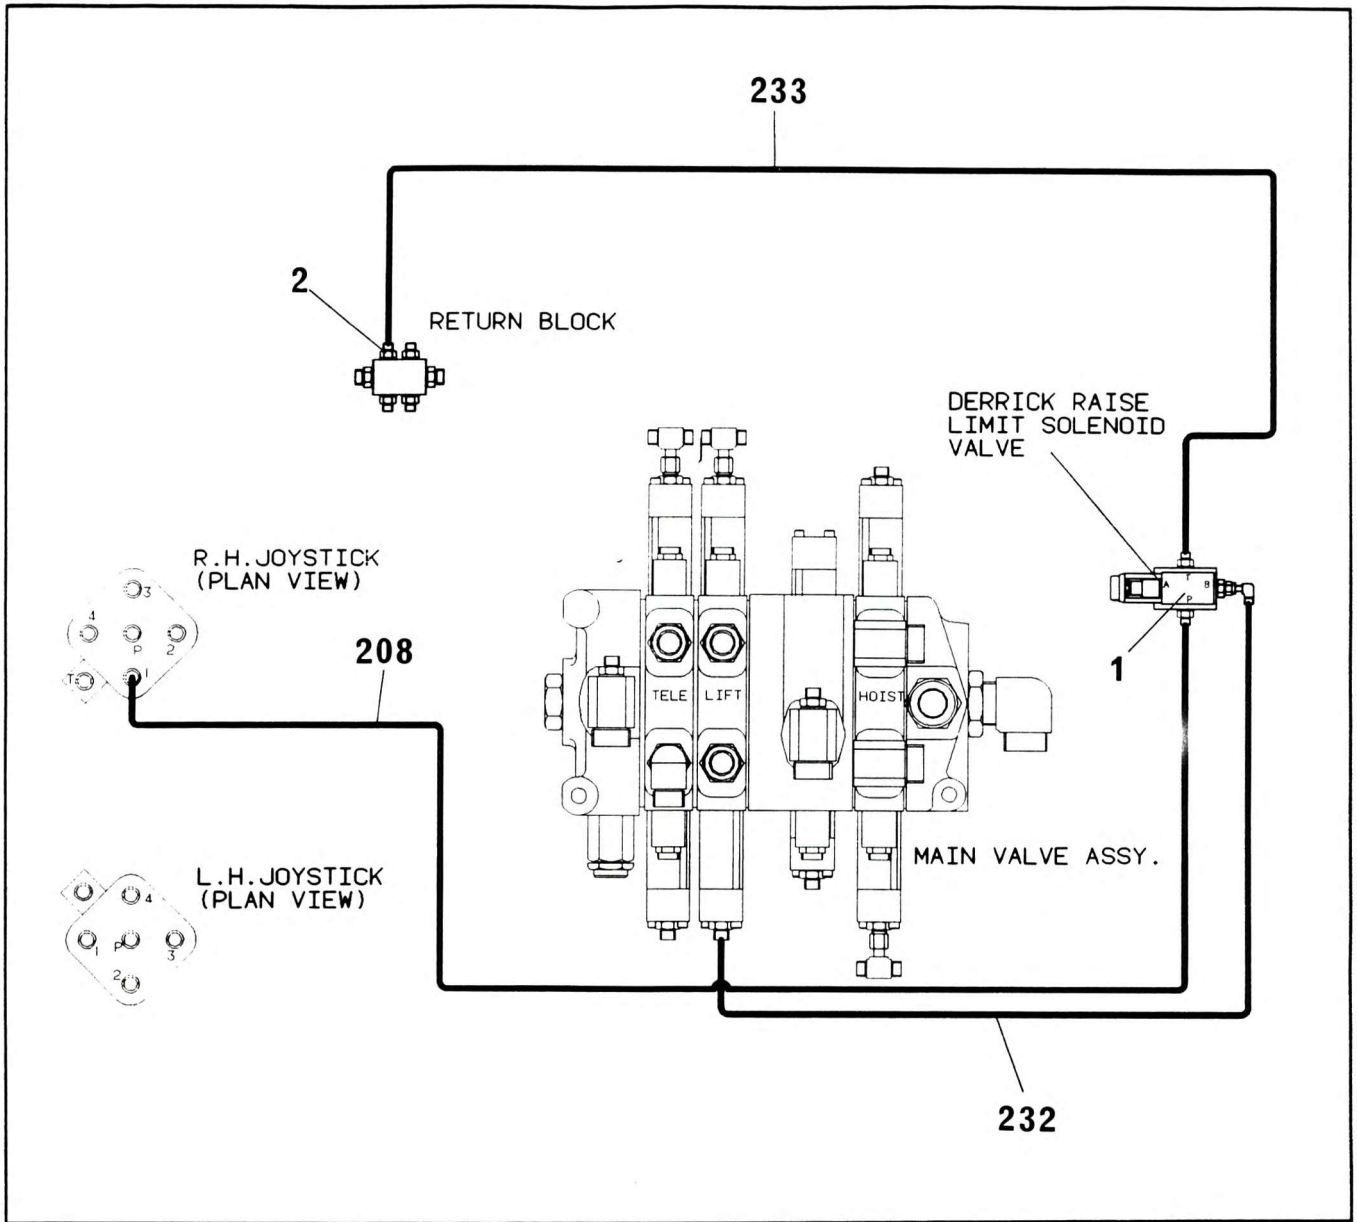 233
2
RETURN BLOCK
DERRICK RAISE
LIMIT SOLENOID
VALVE
R.H.JOYSTICK
(PLAN VIEW)
3
4
P
2
T
1
208
A
T
B
P
1
TELE
LIFT
HOIST
MAIN VALVE ASSY.
L.H.JOYSTICK
(PLAN VIEW)
4
1
P
3
2
232